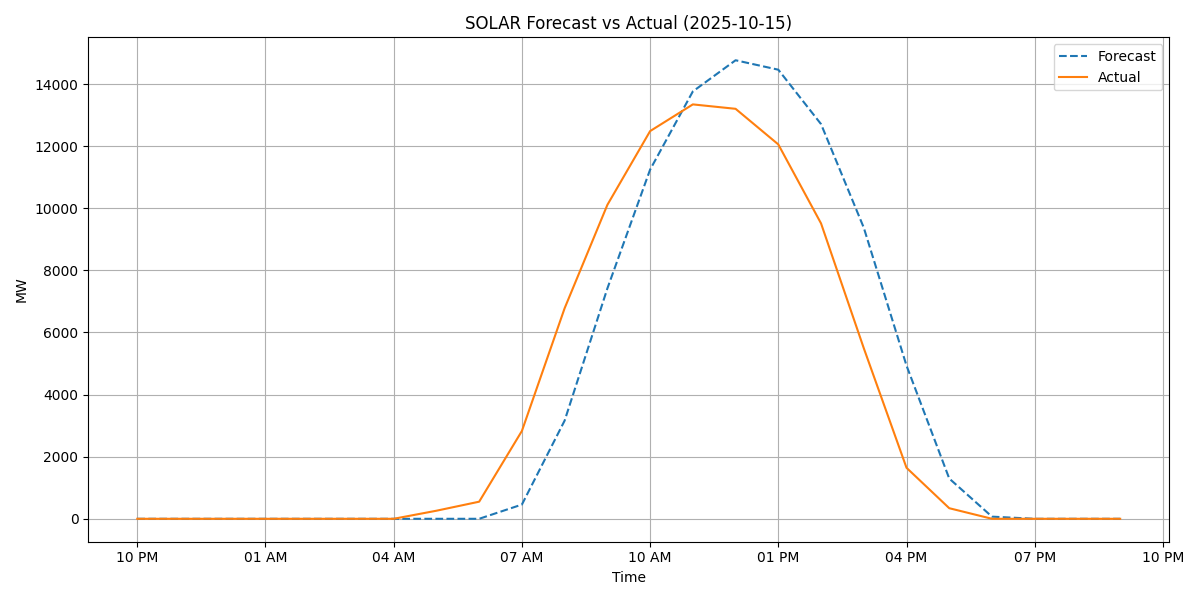 SOLAR Forecast vs Actual (2025-10-15)
Forecast
Actual
14000
12000
10000
8000
6000
4000
2000
0
MW
10 PM 01 AM 04 AM 07 AM 10 AM 01 PM 04 PM 07 PM 10 PM
Time